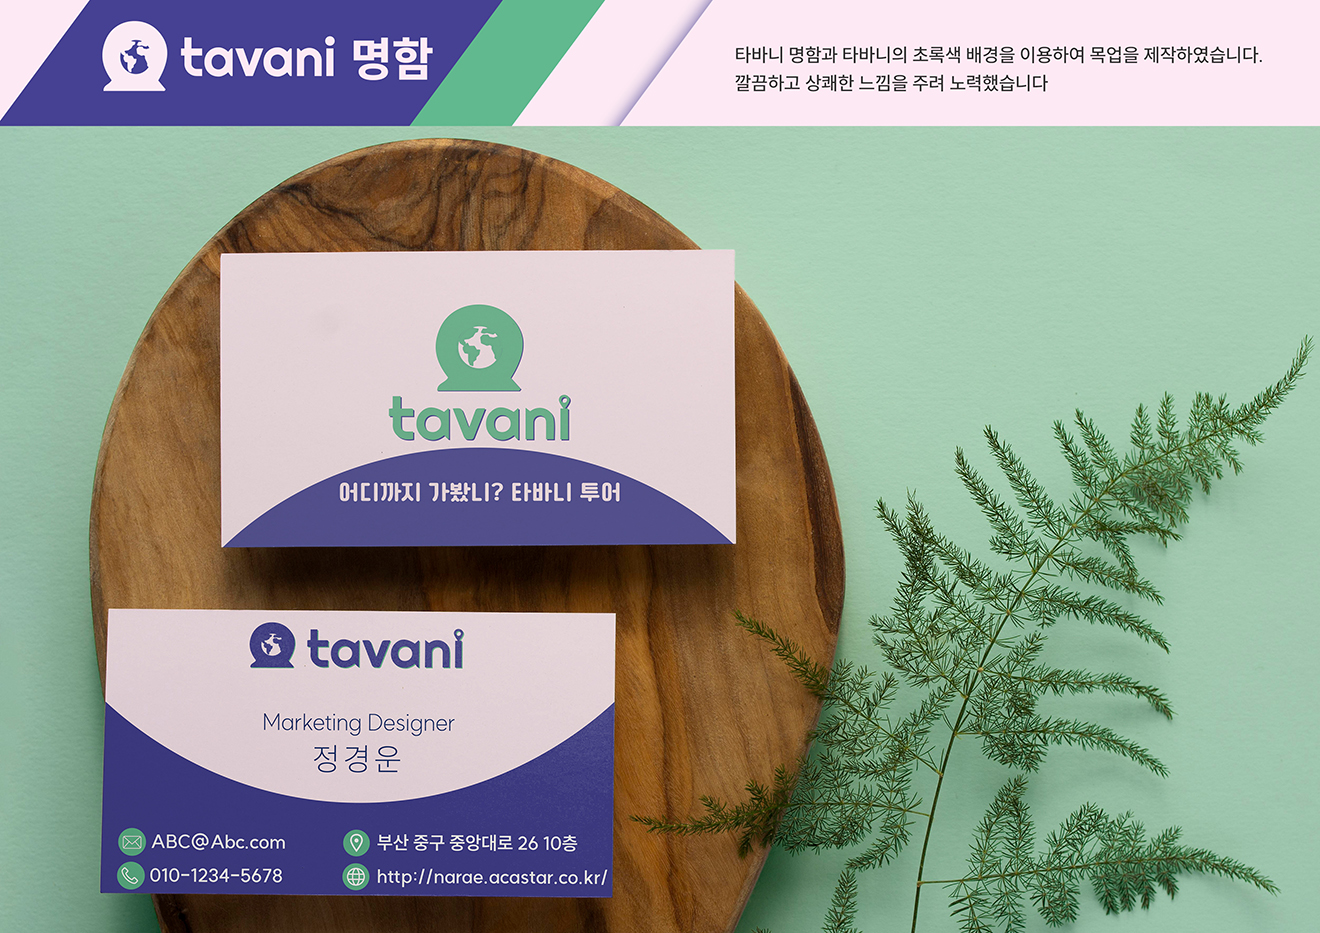 tavani 명함
타바니 명함과 타바니의 초록색 배경을 이용하여 목업을 제작하였습니다.
깔끔하고 상쾌한 느낌을 주려 노력했습니다
tavani
어디까지 가봤니? 타바니 투어
tavani
Marketing Designer
정경운
ABC@Abc.com
부산 중구 중앙대로 26 10층
010-1234-5678
http://narae.acastar.co.kr/